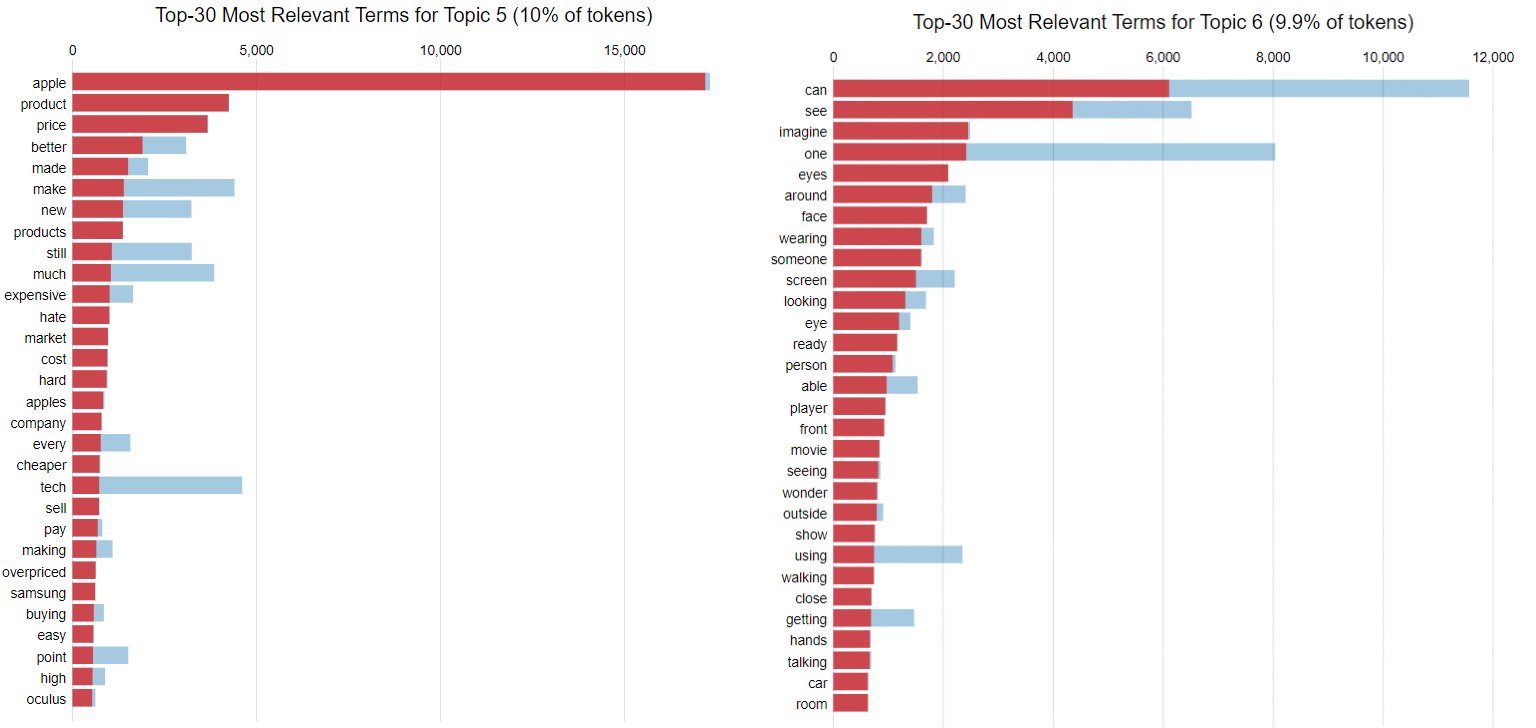 Top-30 Most Relevant Terms for Topic 5 (10% of tokens)
0 5,000 10,000 15,000
apple
product
price
better
made
make
new
products
still
much
expensive
hate
market
cost
hard
apples
company
every
cheaper
tech
sell
pay
making
overpriced
samsung
buying
easy
point
high
oculus
Top-30 Most Relevant Terms for Topic 6 (9.9% of tokens)
0 2,000 4,000 6,000 8,000 10,000 12,000
can
see
imagine
one
eyes
around
face
wearing
someone
screen
looking
eye
ready
person
able
player
front
movie
seeing
wonder
outside
show
using
walking
close
getting
hands
talking
car
room